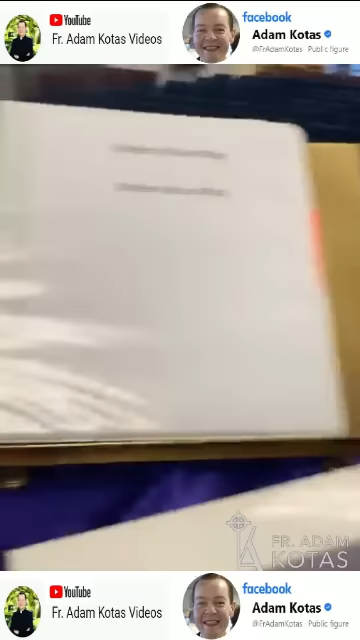 YouTube
Fr. Adam Kotas Videos
facebook
Adam Kotas
@FrAdamKotas · Public figure
FR. ADAM
KOTAS
YouTube
Fr. Adam Kotas Videos
facebook
Adam Kotas
@FrAdamKotas · Public figure